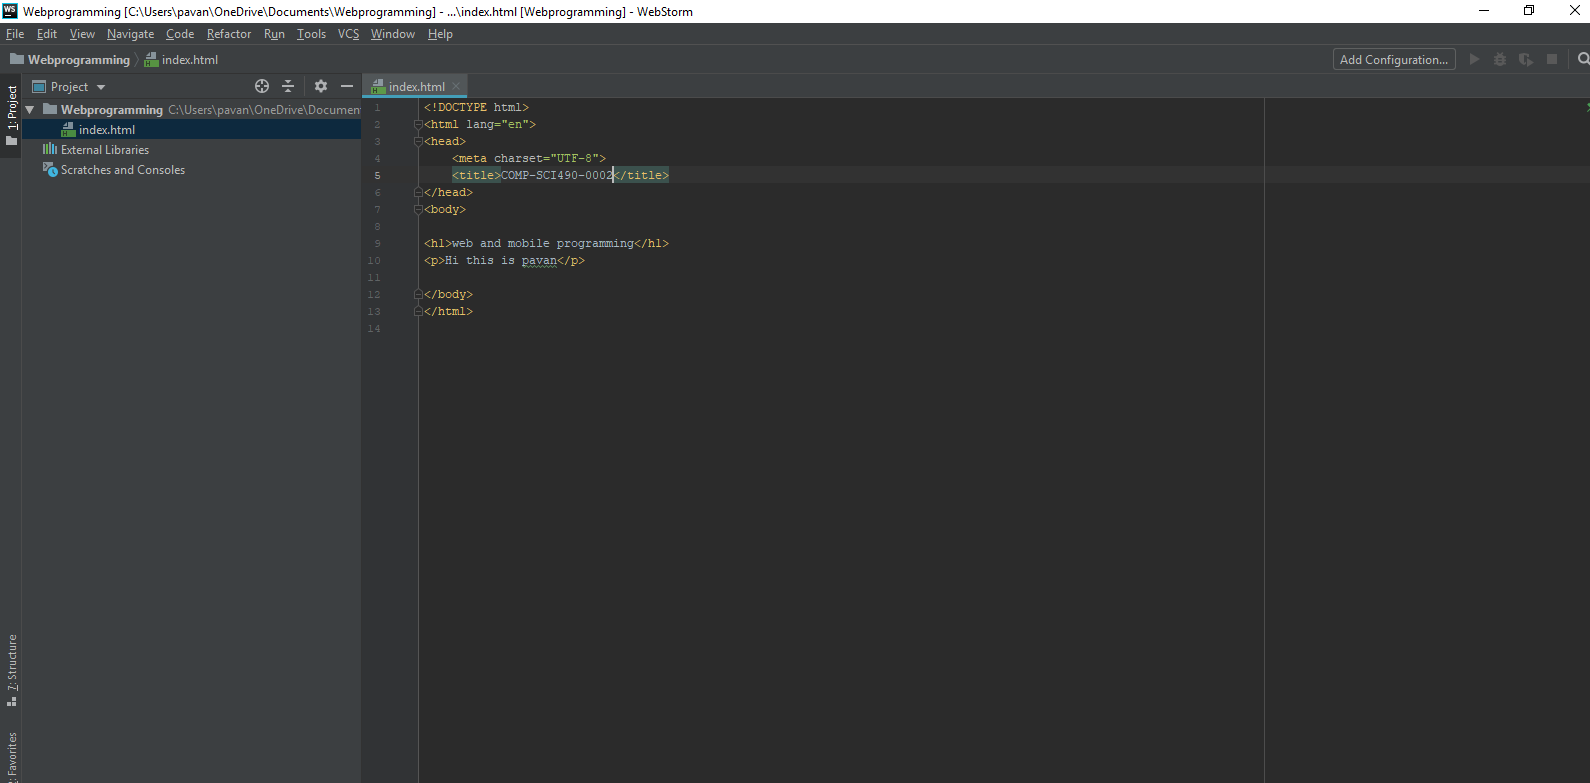 WS Webprogramming [C:\Users\pavan\OneDrive\Documents\Webprogramming] - ...\index.html [Webprogramming] - WebStorm
File Edit View Navigate Code Refactor Run Tools VCS Window Help
Webprogramming index.html Add Configuration...
Project index.html
1: Project
Webprogramming C:\Users\pavan\OneDrive\Documen
index.html
External Libraries
Scratches and Consoles
1 <!DOCTYPE html>
2 <html lang="en">
3 <head>
4 <meta charset="UTF-8">
5 <title>COMP-SCI490-0002</title>
6 </head>
7 <body>
8
9 <h1>web and mobile programming</h1>
10 <p>Hi this is pavan</p>
11
12 </body>
13 </html>
14
7: Structure
Favorites